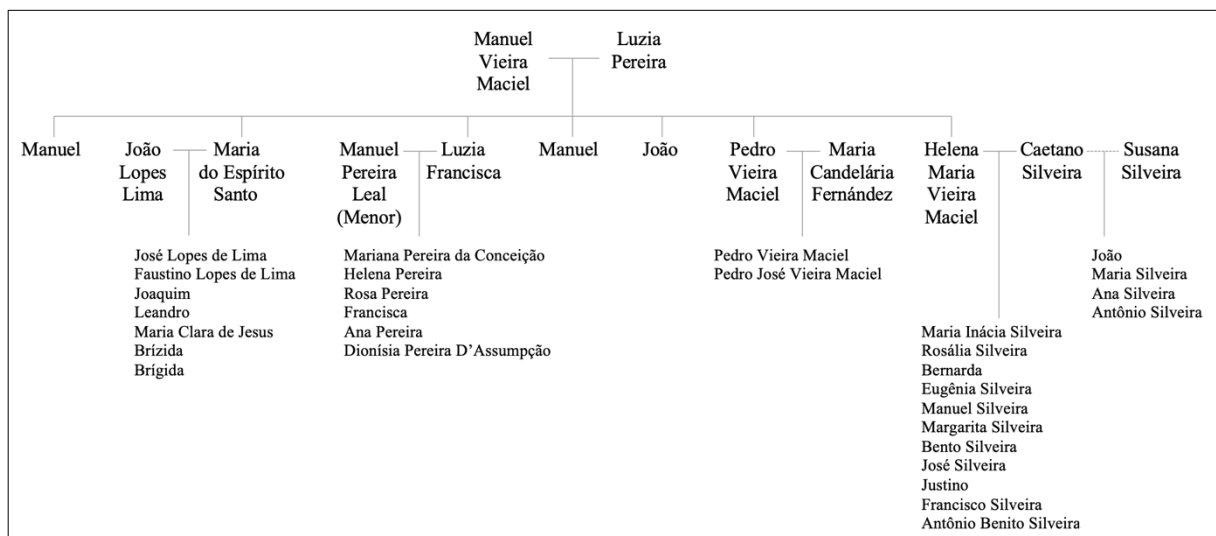 Manuel
Vieira
Maciel
Luzia
Pereira
Manuel
João
Lopes
Lima
Maria
do Espírito
Santo
Manuel
Pereira
Leal
(Menor)
Luzia
Francisca
Manuel
João
Pedro
Vieira
Maciel
Maria
Candelária
Fernández
Helena
Maria
Vieira
Maciel
Caetano
Silveira
Susana
Silveira
José Lopes de Lima
Faustino Lopes de Lima
Joaquim
Leandro
Maria Clara de Jesus
Brízida
Brígida
Mariana Pereira da Conceição
Helena Pereira
Rosa Pereira
Francisca
Ana Pereira
Dionísia Pereira D’Assumpção
Pedro Vieira Maciel
Pedro José Vieira Maciel
Maria Inácia Silveira
Rosália Silveira
Bernarda
Eugênia Silveira
Manuel Silveira
Margarita Silveira
Bento Silveira
José Silveira
Justino
Francisco Silveira
Antônio Benito Silveira
João
Maria Silveira
Ana Silveira
Antônio Silveira